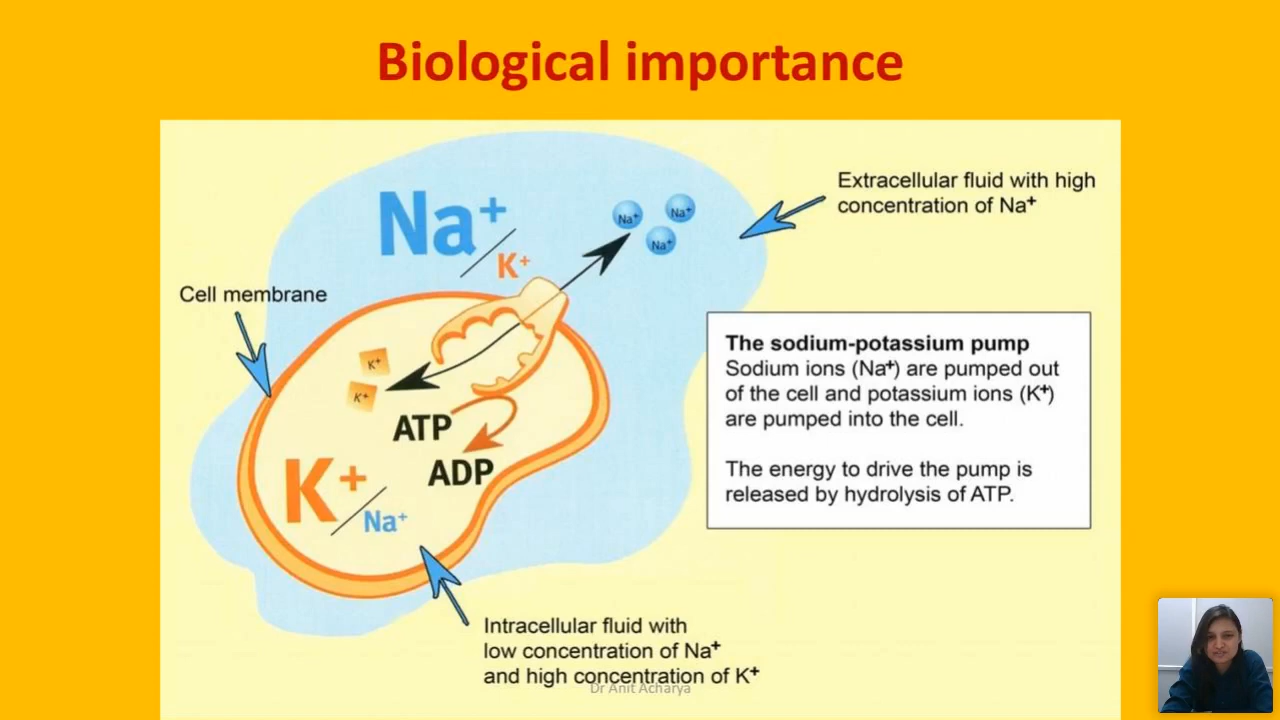 Biological importance
Extracellular fluid with high
concentration of Na+
Na+
K+
Na+
Na+
Na+
Cell membrane
The sodium-potassium pump
Sodium ions (Na+) are pumped out
of the cell and potassium ions (K+)
are pumped into the cell.
The energy to drive the pump is
released by hydrolysis of ATP.
K+
K+
ATP
ADP
K+
Na+
Intracellular fluid with
low concentration of Na+
and high concentration of K+
Dr Anit Acharya